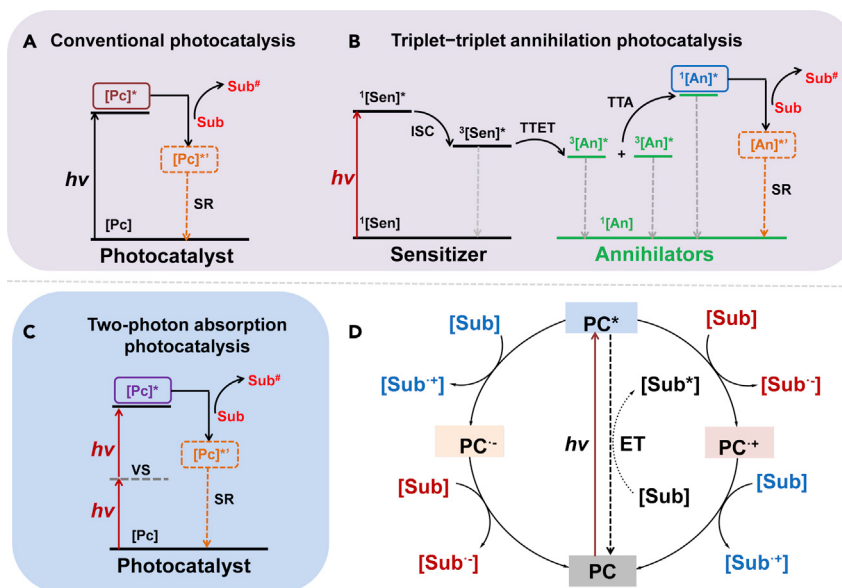 A Conventional photocatalysis
[Pc]*
Sub#
Sub
[Pc]*'
hv
SR
[Pc]
Photocatalyst
B Triplet–triplet annihilation photocatalysis
1[Sen]*
ISC
3[Sen]*
TTET
3[An]*
+
3[An]*
TTA
1[An]*
Sub#
Sub
[An]*'
hv
SR
1[Sen]
1[An]
Sensitizer
Annihilators
C Two-photon absorption
photocatalysis
[Pc]*
Sub#
Sub
hv
[Pc]*'
VS
hv
SR
[Pc]
Photocatalyst
D
[Sub]
PC*
[Sub]
[Sub·+]
[Sub*]
[Sub·-]
PC·-
hv
ET
PC·+
[Sub]
[Sub]
[Sub]
[Sub·-]
PC
[Sub·+]